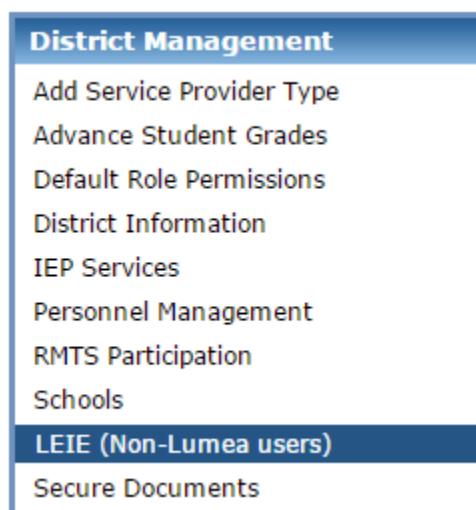 District Management
Add Service Provider Type
Advance Student Grades
Default Role Permissions
District Information
IEP Services
Personnel Management
RMTS Participation
Schools
LEIE (Non-Lumea users)
Secure Documents